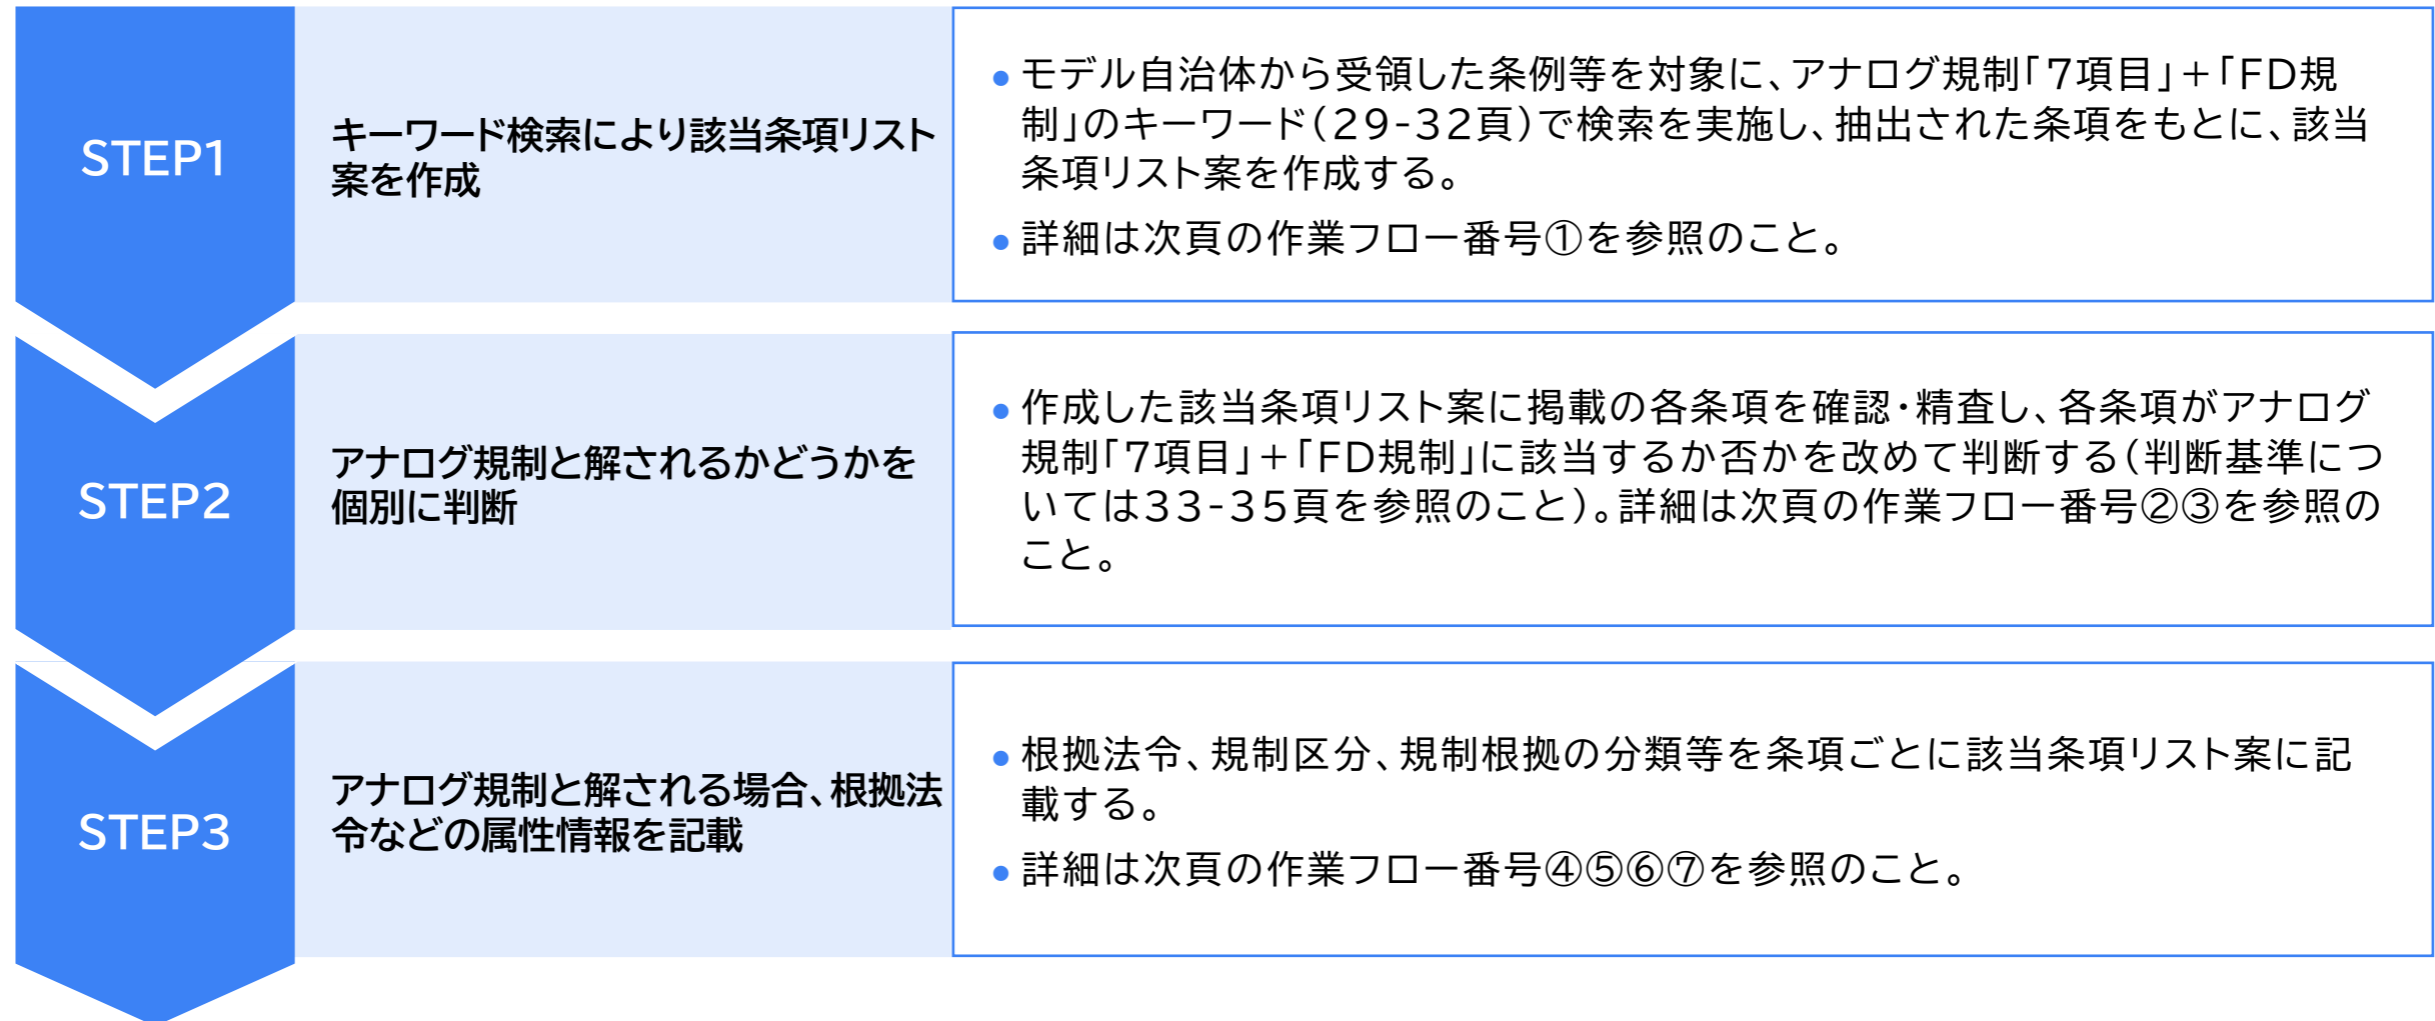 STEP1
キーワード検索により該当条項リスト
案を作成
●モデル自治体から受領した条例等を対象に、アナログ規制「7項目」＋「FD規
制」のキーワード（29-32頁）で検索を実施し、抽出された条項をもとに、該当
条項リスト案を作成する。
●詳細は次頁の作業フロー番号①を参照のこと。
STEP2
アナログ規制と解されるかどうかを
個別に判断
●作成した該当条項リスト案に掲載の各条項を確認・精査し、各条項がアナログ
規制「7項目」＋「FD規制」に該当するか否かを改めて判断する（判断基準につ
いては33-35頁を参照のこと）。詳細は次頁の作業フロー番号②③を参照の
こと。
STEP3
アナログ規制と解される場合、根拠法
令などの属性情報を記載
●根拠法令、規制区分、規制根拠の分類等を条項ごとに該当条項リスト案に記
載する。
●詳細は次頁の作業フロー番号④⑤⑥⑦を参照のこと。